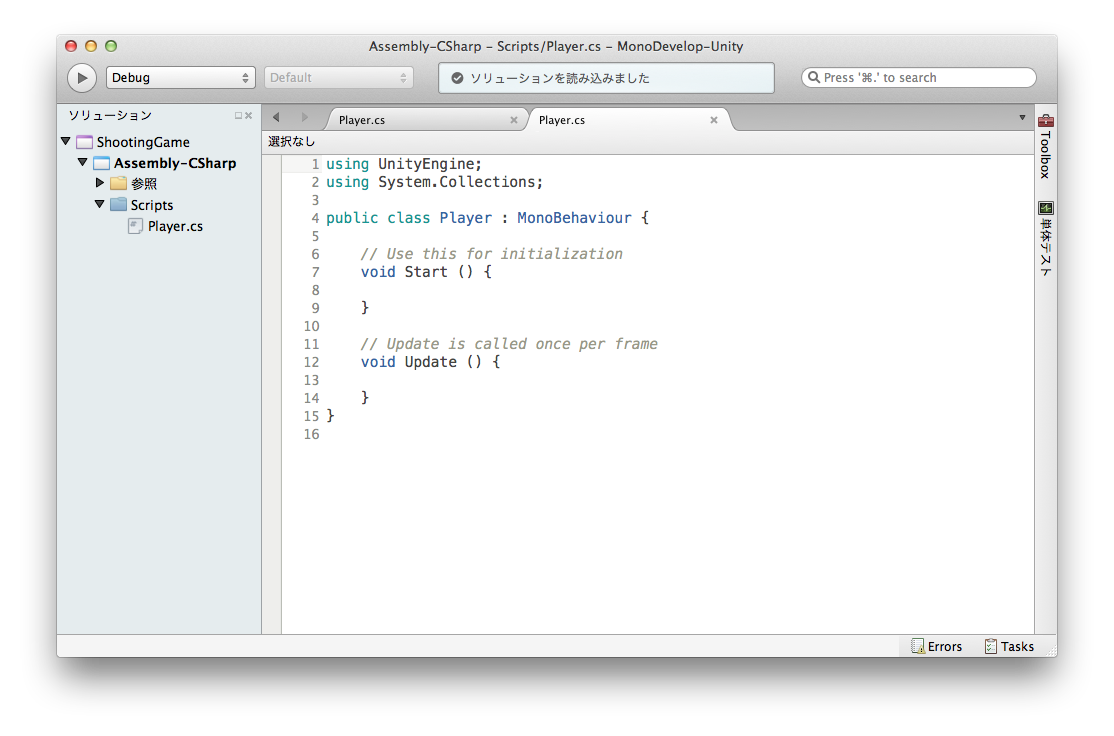 Assembly-CSharp – Scripts/Player.cs – MonoDevelop-Unity
Debug
Default
ソリューションを読み込みました
Press '⌘.' to search
ソリューション
ShootingGame
Assembly-CSharp
参照
Scripts
Player.cs
Player.cs
Player.cs
選択なし
1 using UnityEngine;
2 using System.Collections;
3
4 public class Player : MonoBehaviour {
5
6     // Use this for initialization
7     void Start () {
8
9     }
10
11     // Update is called once per frame
12     void Update () {
13
14     }
15 }
16
Toolbox
単体テスト
Errors
Tasks